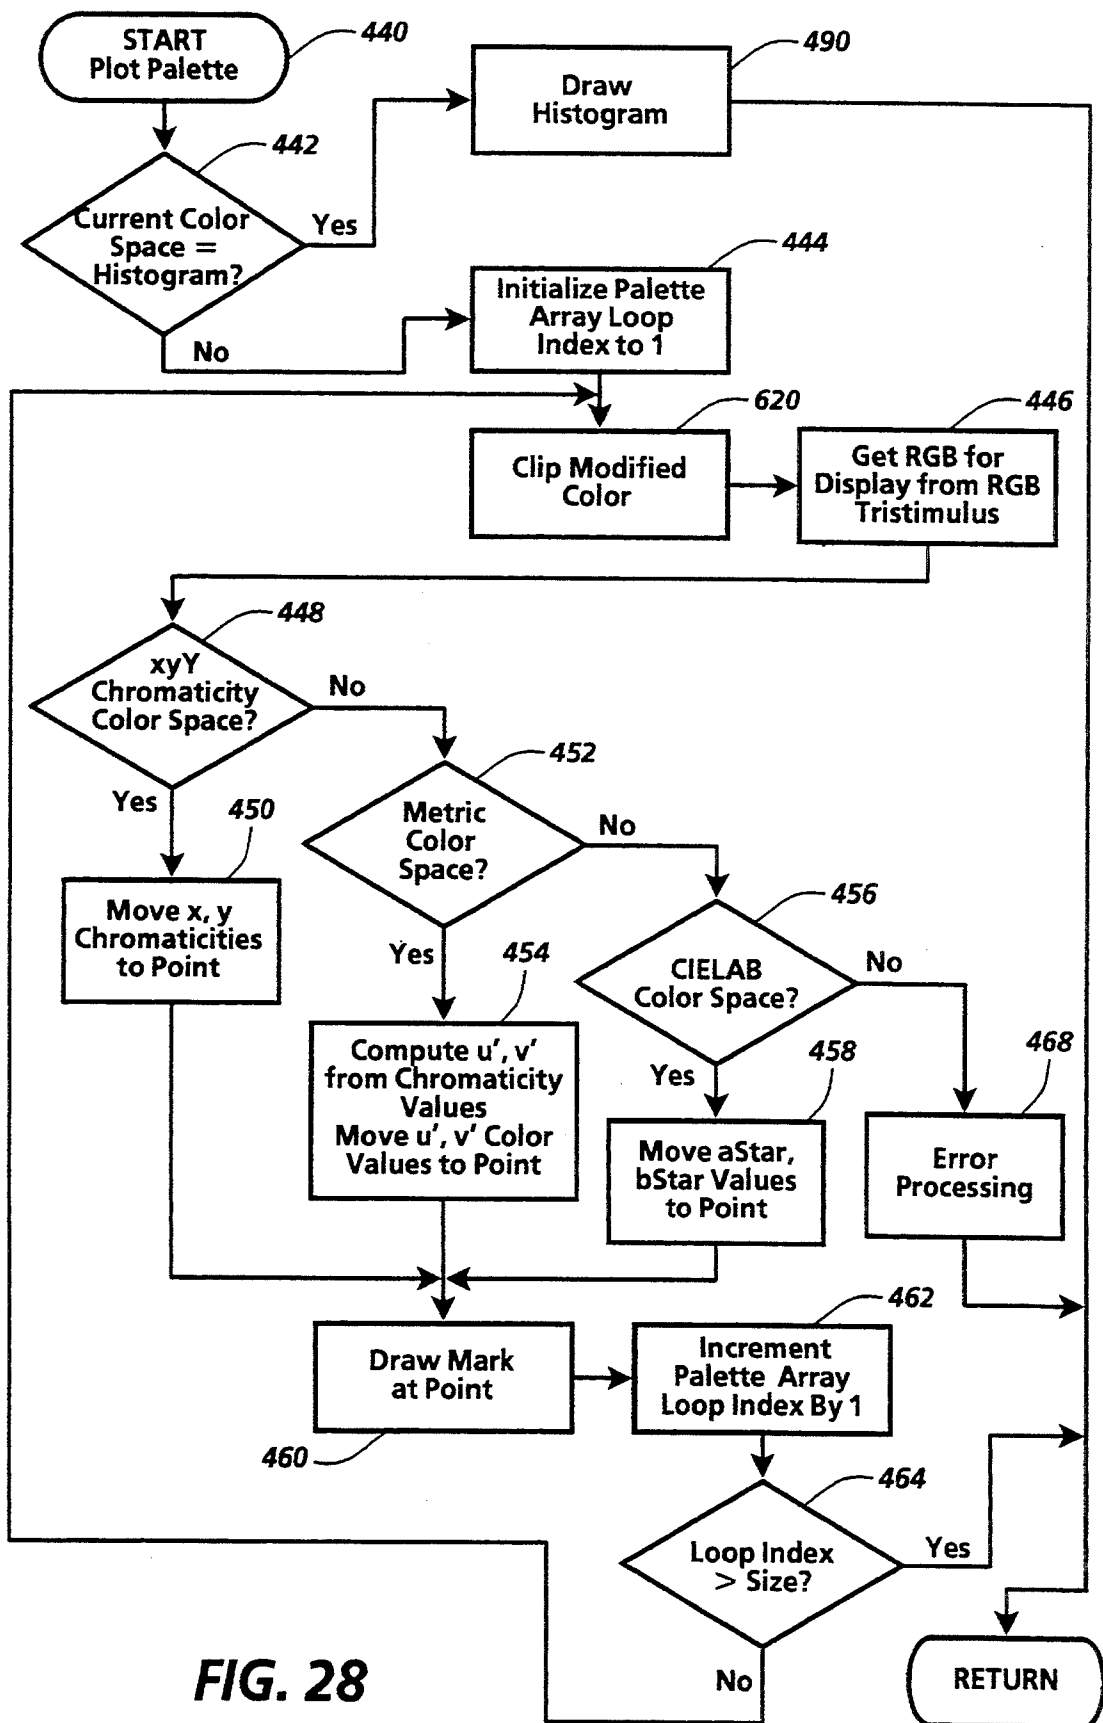 START
Plot Palette
440
490
Draw
Histogram
442
Current Color
Space =
Histogram?
Yes
No
444
Initialize Palette
Array Loop
Index to 1
620
Clip Modified
Color
446
Get RGB for
Display from RGB
Tristimulus
448
xyY
Chromaticity
Color Space?
No
Yes
450
Move x, y
Chromaticities
to Point
452
Metric
Color
Space?
No
Yes
454
Compute u', v'
from Chromaticity
Values
Move u', v' Color
Values to Point
456
CIELAB
Color Space?
No
Yes
458
Move aStar,
bStar Values
to Point
468
Error
Processing
Draw Mark
at Point
460
462
Increment
Palette Array
Loop Index By 1
464
Loop Index
> Size?
Yes
No
RETURN
FIG. 28